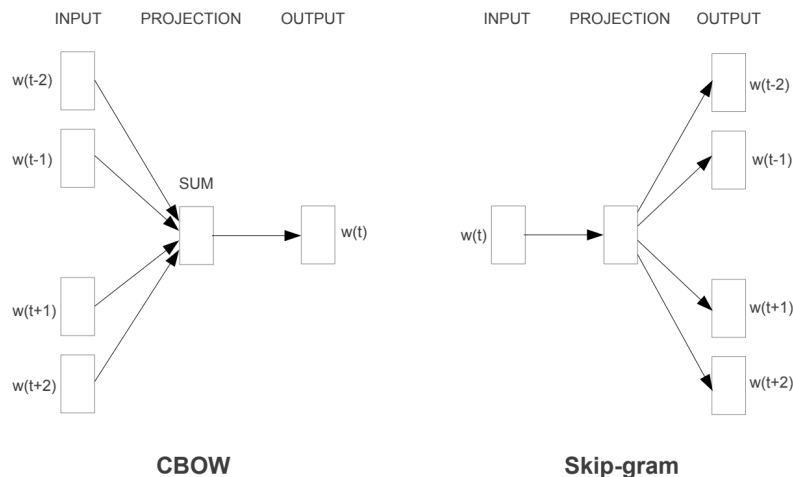 INPUT PROJECTION OUTPUT
w(t-2)
w(t-1)
SUM
w(t)
w(t+1)
w(t+2)
CBOW
INPUT PROJECTION OUTPUT
w(t-2)
w(t-1)
w(t)
w(t+1)
w(t+2)
Skip-gram